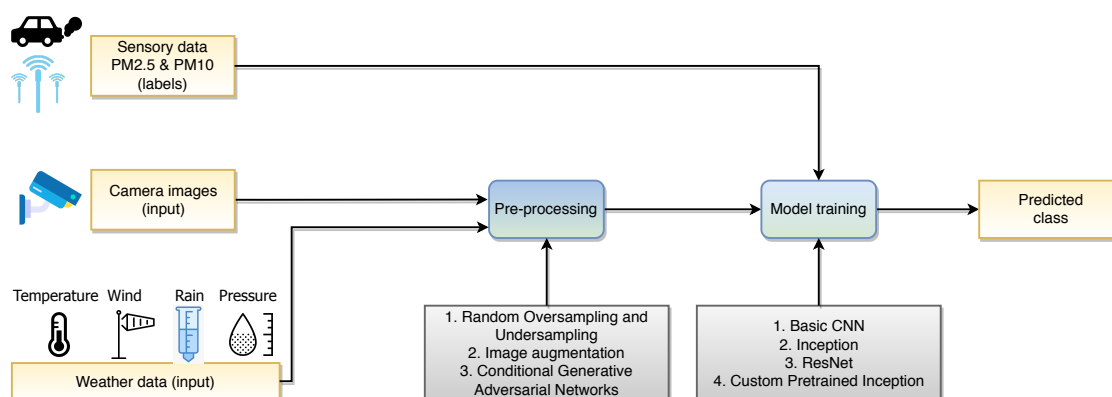 Sensory data
PM2.5 & PM10
(labels)
Camera images
(input)
Pre-processing
Model training
Predicted
class
Temperature
Wind
Rain
Pressure
Weather data (input)
1. Random Oversampling and
Undersampling
2. Image augmentation
3. Conditional Generative
Adversarial Networks
1. Basic CNN
2. Inception
3. ResNet
4. Custom Pretrained Inception